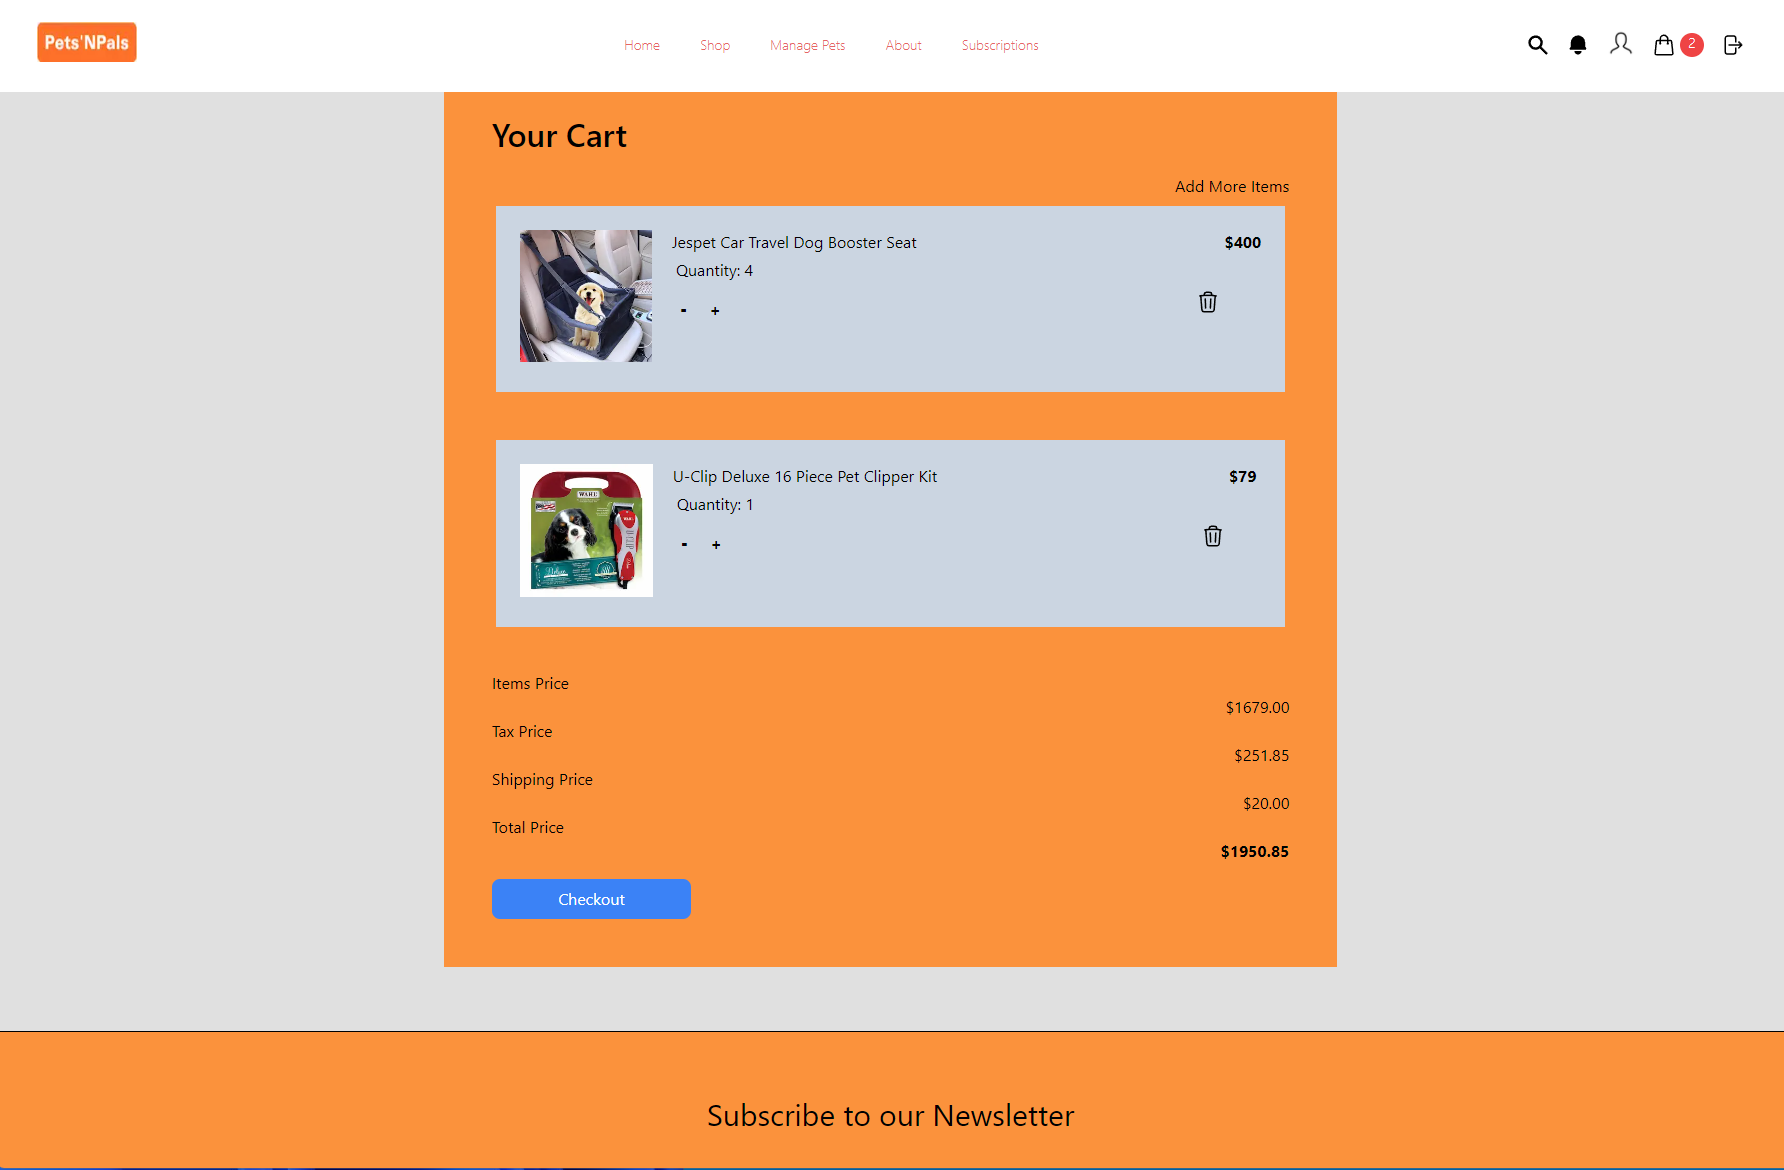 Pets'NPals
Home Shop Manage Pets About Subscriptions
2
Your Cart
Add More Items
Jespet Car Travel Dog Booster Seat $400
Quantity: 4
- +
U-Clip Deluxe 16 Piece Pet Clipper Kit $79
Quantity: 1
- +
WAHL
Deluxe
Items Price
$1679.00
Tax Price
$251.85
Shipping Price
$20.00
Total Price
$1950.85
Checkout
Subscribe to our Newsletter